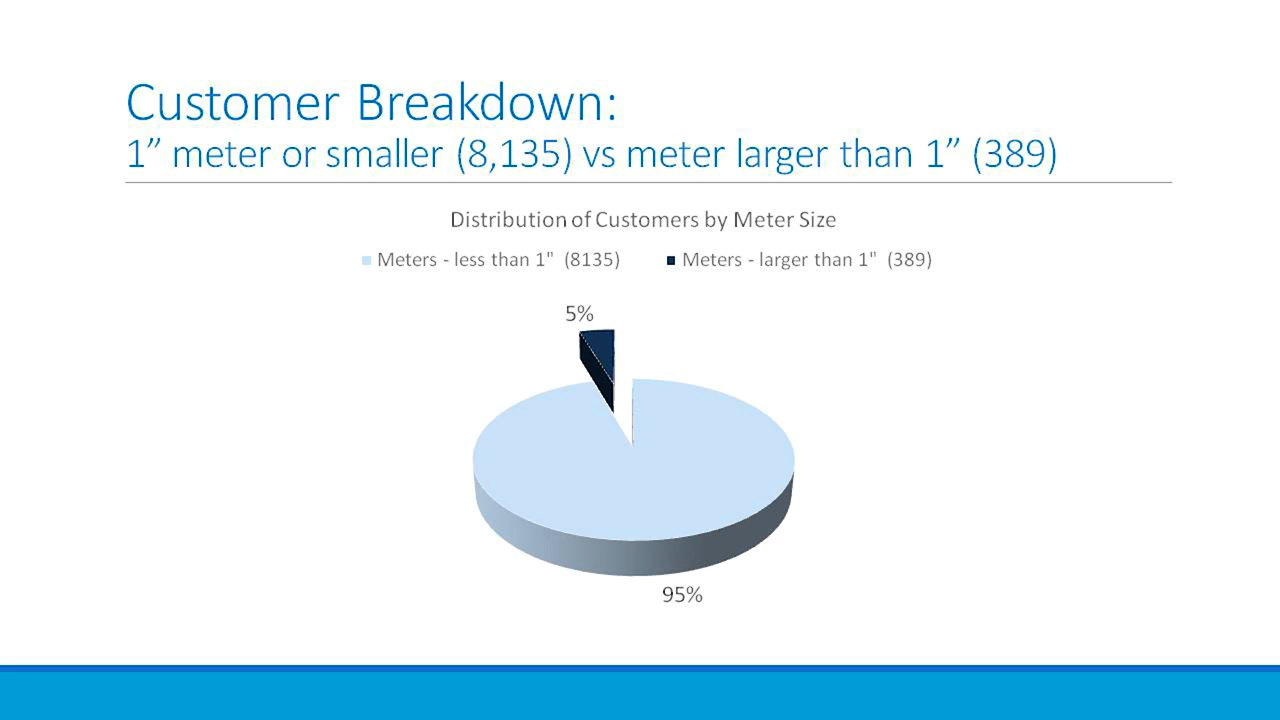 Customer Breakdown:
1” meter or smaller (8,135) vs meter larger than 1” (389)
Distribution of Customers by Meter Size
Meters - less than 1" (8135)
Meters - larger than 1" (389)
5%
95%